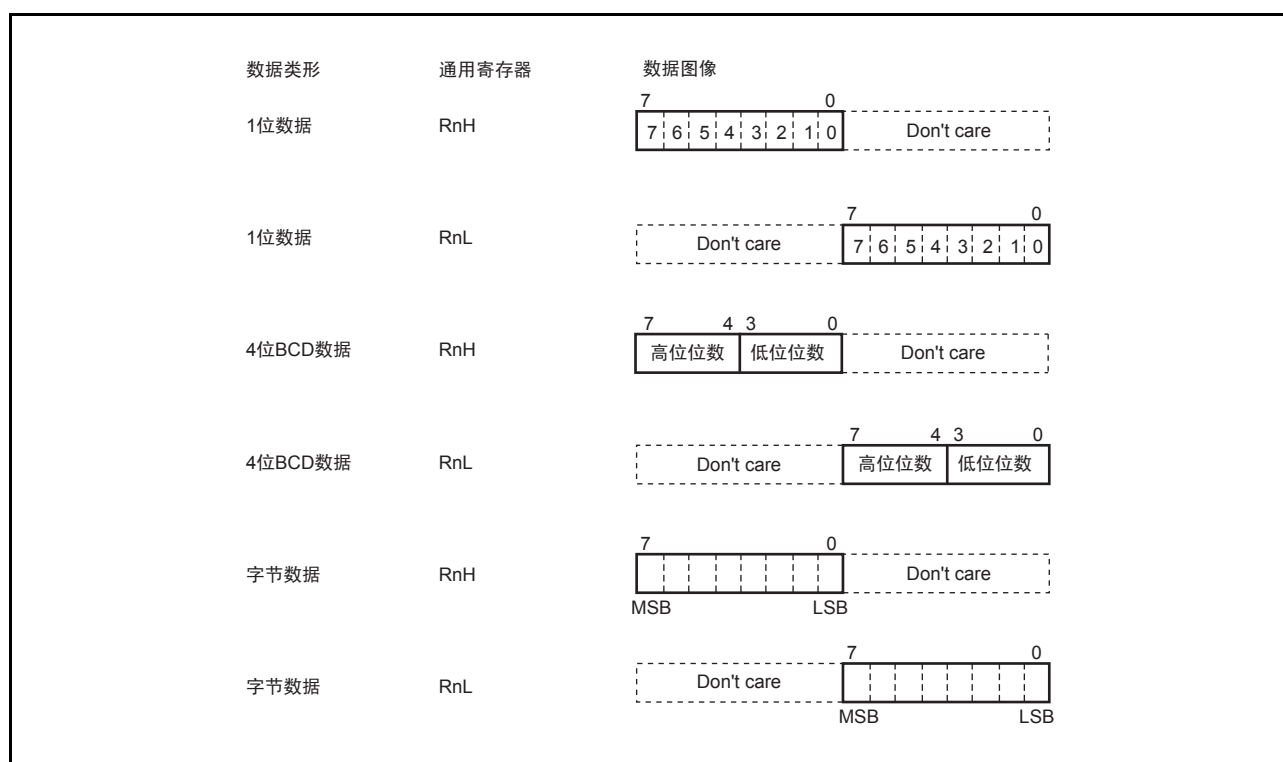 数据类形 通用寄存器 数据图像
7 0
1位数据 RnH 7 6 5 4 3 2 1 0 Don't care
7 0
1位数据 RnL Don't care 7 6 5 4 3 2 1 0
7 4 3 0
4位BCD数据 RnH 高位位数 低位位数 Don't care
7 4 3 0
4位BCD数据 RnL Don't care 高位位数 低位位数
7 0
字节数据 RnH Don't care
MSB LSB
7 0
字节数据 RnL Don't care
MSB LSB